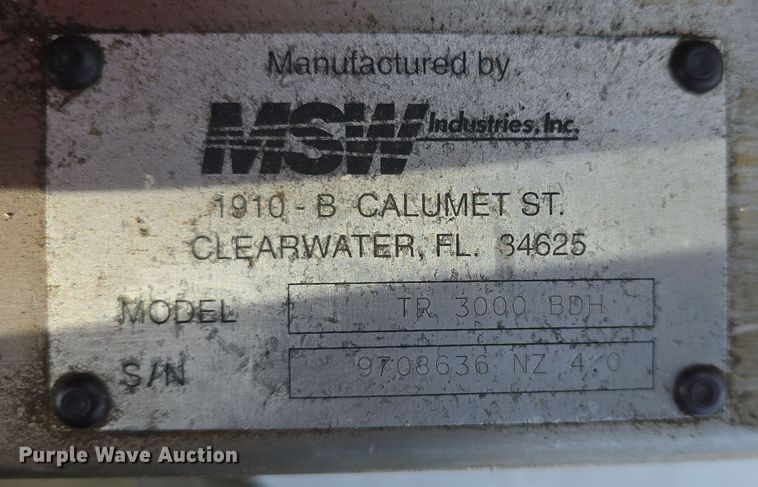 Manufactured by
MSW Industries, Inc.
1910 - B CALUMET ST.
CLEARWATER, FL. 34625
MODEL TR 3000 BDH
S/N 9708636 NZ 4/0
Purple Wave Auction